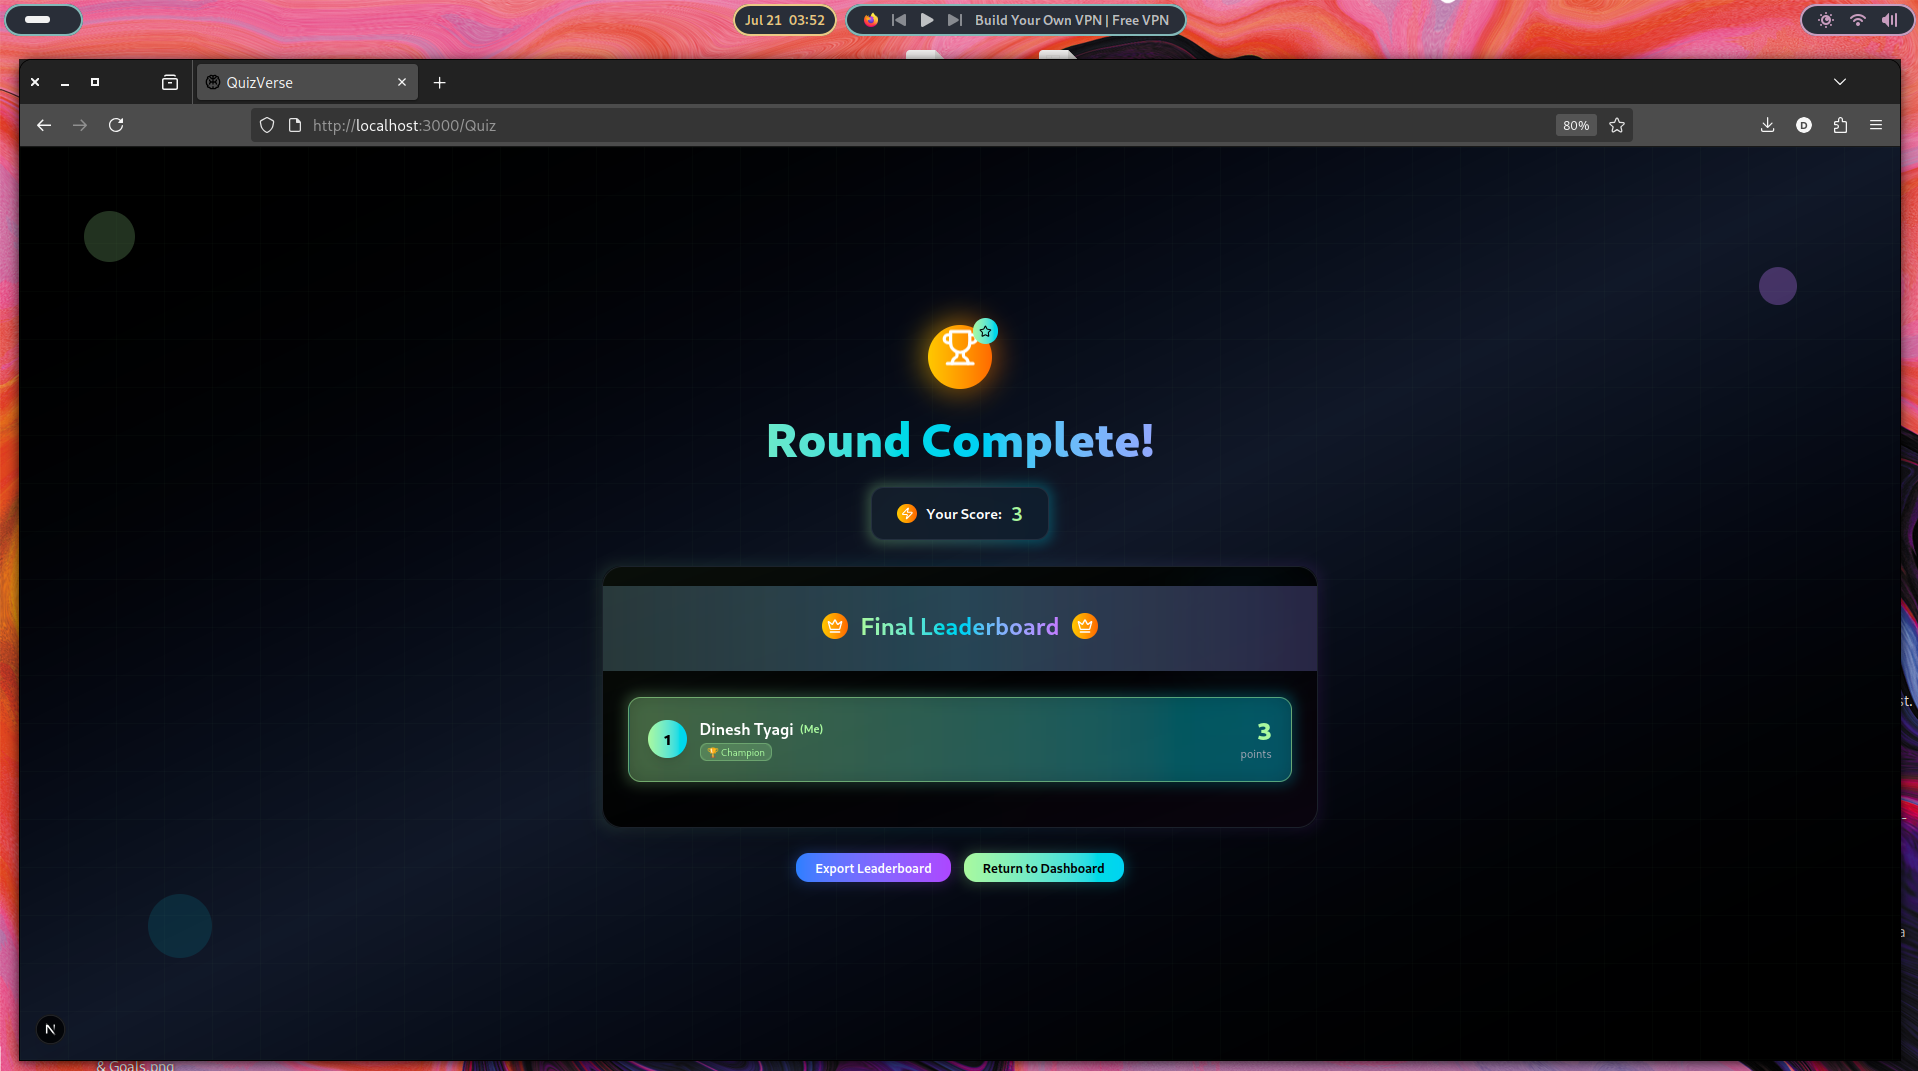 Jul 21 03:52
Build Your Own VPN | Free VPN
QuizVerse
http://localhost:3000/Quiz
80%
D
Round Complete!
Your Score: 3
Final Leaderboard
1
Dinesh Tyagi (Me)
Champion
3
points
Export Leaderboard
Return to Dashboard
st.
a
N
& Goals.png